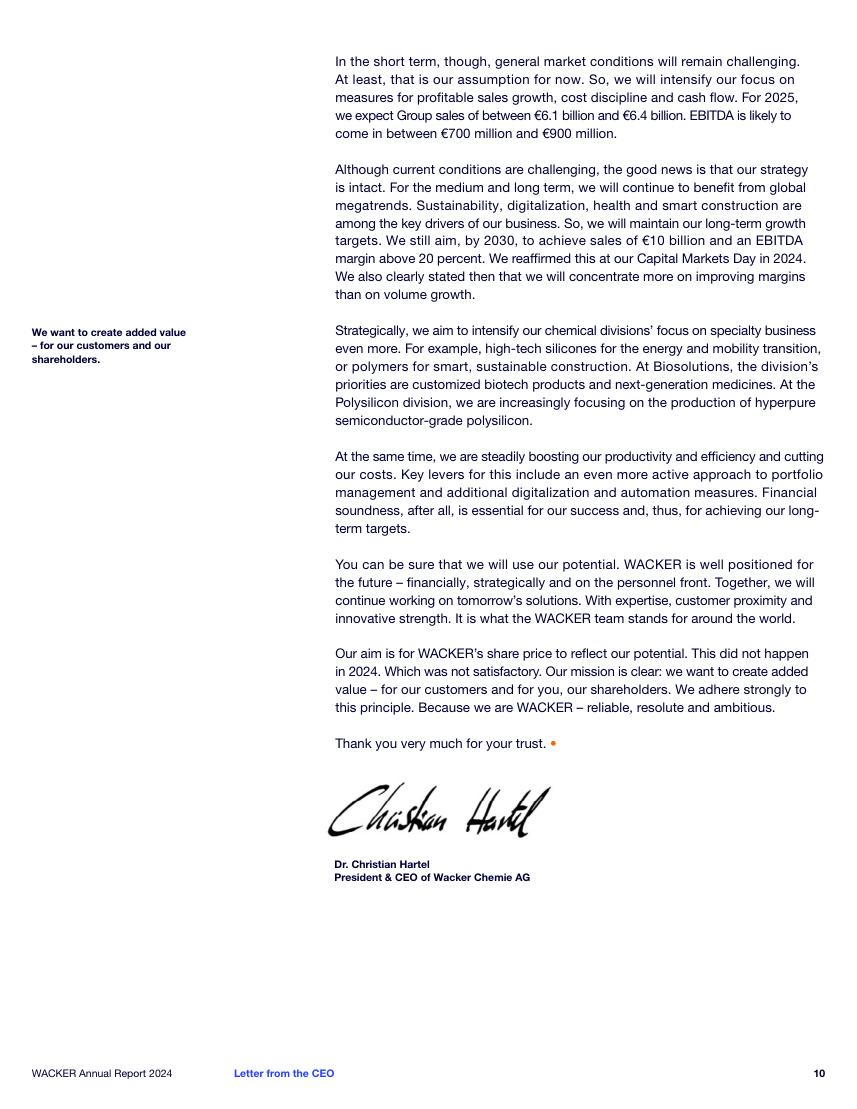 In the short term, though, general market conditions will remain challenging.
At least, that is our assumption for now. So, we will intensify our focus on
measures for profitable sales growth, cost discipline and cash flow. For 2025,
we expect Group sales of between €6.1 billion and €6.4 billion. EBITDA is likely to
come in between €700 million and €900 million.
Although current conditions are challenging, the good news is that our strategy
is intact. For the medium and long term, we will continue to benefit from global
megatrends. Sustainability, digitalization, health and smart construction are
among the key drivers of our business. So, we will maintain our long-term growth
targets. We still aim, by 2030, to achieve sales of €10 billion and an EBITDA
margin above 20 percent. We reaffirmed this at our Capital Markets Day in 2024.
We also clearly stated then that we will concentrate more on improving margins
than on volume growth.
We want to create added value
– for our customers and our
shareholders.
Strategically, we aim to intensify our chemical divisions’ focus on specialty business
even more. For example, high-tech silicones for the energy and mobility transition,
or polymers for smart, sustainable construction. At Biosolutions, the division’s
priorities are customized biotech products and next-generation medicines. At the
Polysilicon division, we are increasingly focusing on the production of hyperpure
semiconductor-grade polysilicon.
At the same time, we are steadily boosting our productivity and efficiency and cutting
our costs. Key levers for this include an even more active approach to portfolio
management and additional digitalization and automation measures. Financial
soundness, after all, is essential for our success and, thus, for achieving our long-
term targets.
You can be sure that we will use our potential. WACKER is well positioned for
the future – financially, strategically and on the personnel front. Together, we will
continue working on tomorrow’s solutions. With expertise, customer proximity and
innovative strength. It is what the WACKER team stands for around the world.
Our aim is for WACKER’s share price to reflect our potential. This did not happen
in 2024. Which was not satisfactory. Our mission is clear: we want to create added
value – for our customers and for you, our shareholders. We adhere strongly to
this principle. Because we are WACKER – reliable, resolute and ambitious.
Thank you very much for your trust. •
Christian Hartel
Dr. Christian Hartel
President & CEO of Wacker Chemie AG
WACKER Annual Report 2024
Letter from the CEO
10